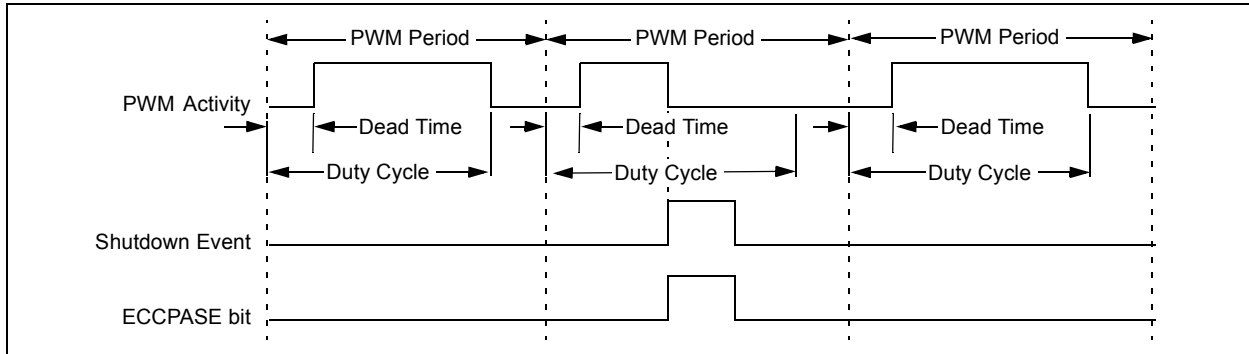 PWM Period PWM Period PWM Period
PWM Activity
Dead Time Dead Time Dead Time
Duty Cycle Duty Cycle Duty Cycle
Shutdown Event
ECCPASE bit